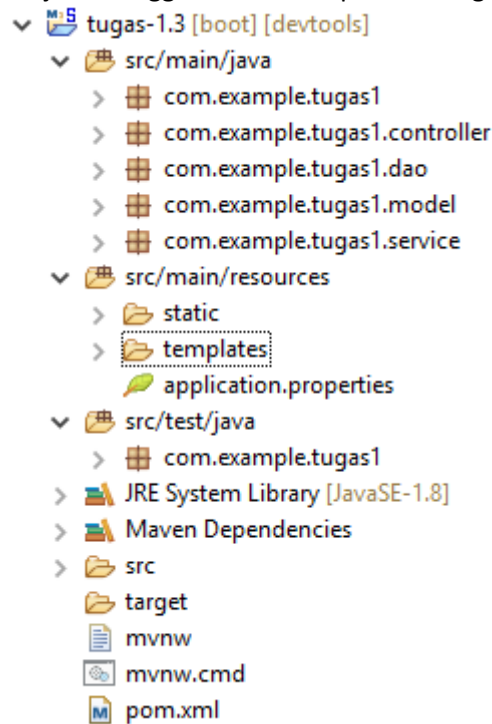 tugas-1.3 [boot] [devtools]
src/main/java
com.example.tugas1
com.example.tugas1.controller
com.example.tugas1.dao
com.example.tugas1.model
com.example.tugas1.service
src/main/resources
static
templates
application.properties
src/test/java
com.example.tugas1
JRE System Library [JavaSE-1.8]
Maven Dependencies
src
target
mvnw
mvnw.cmd
pom.xml